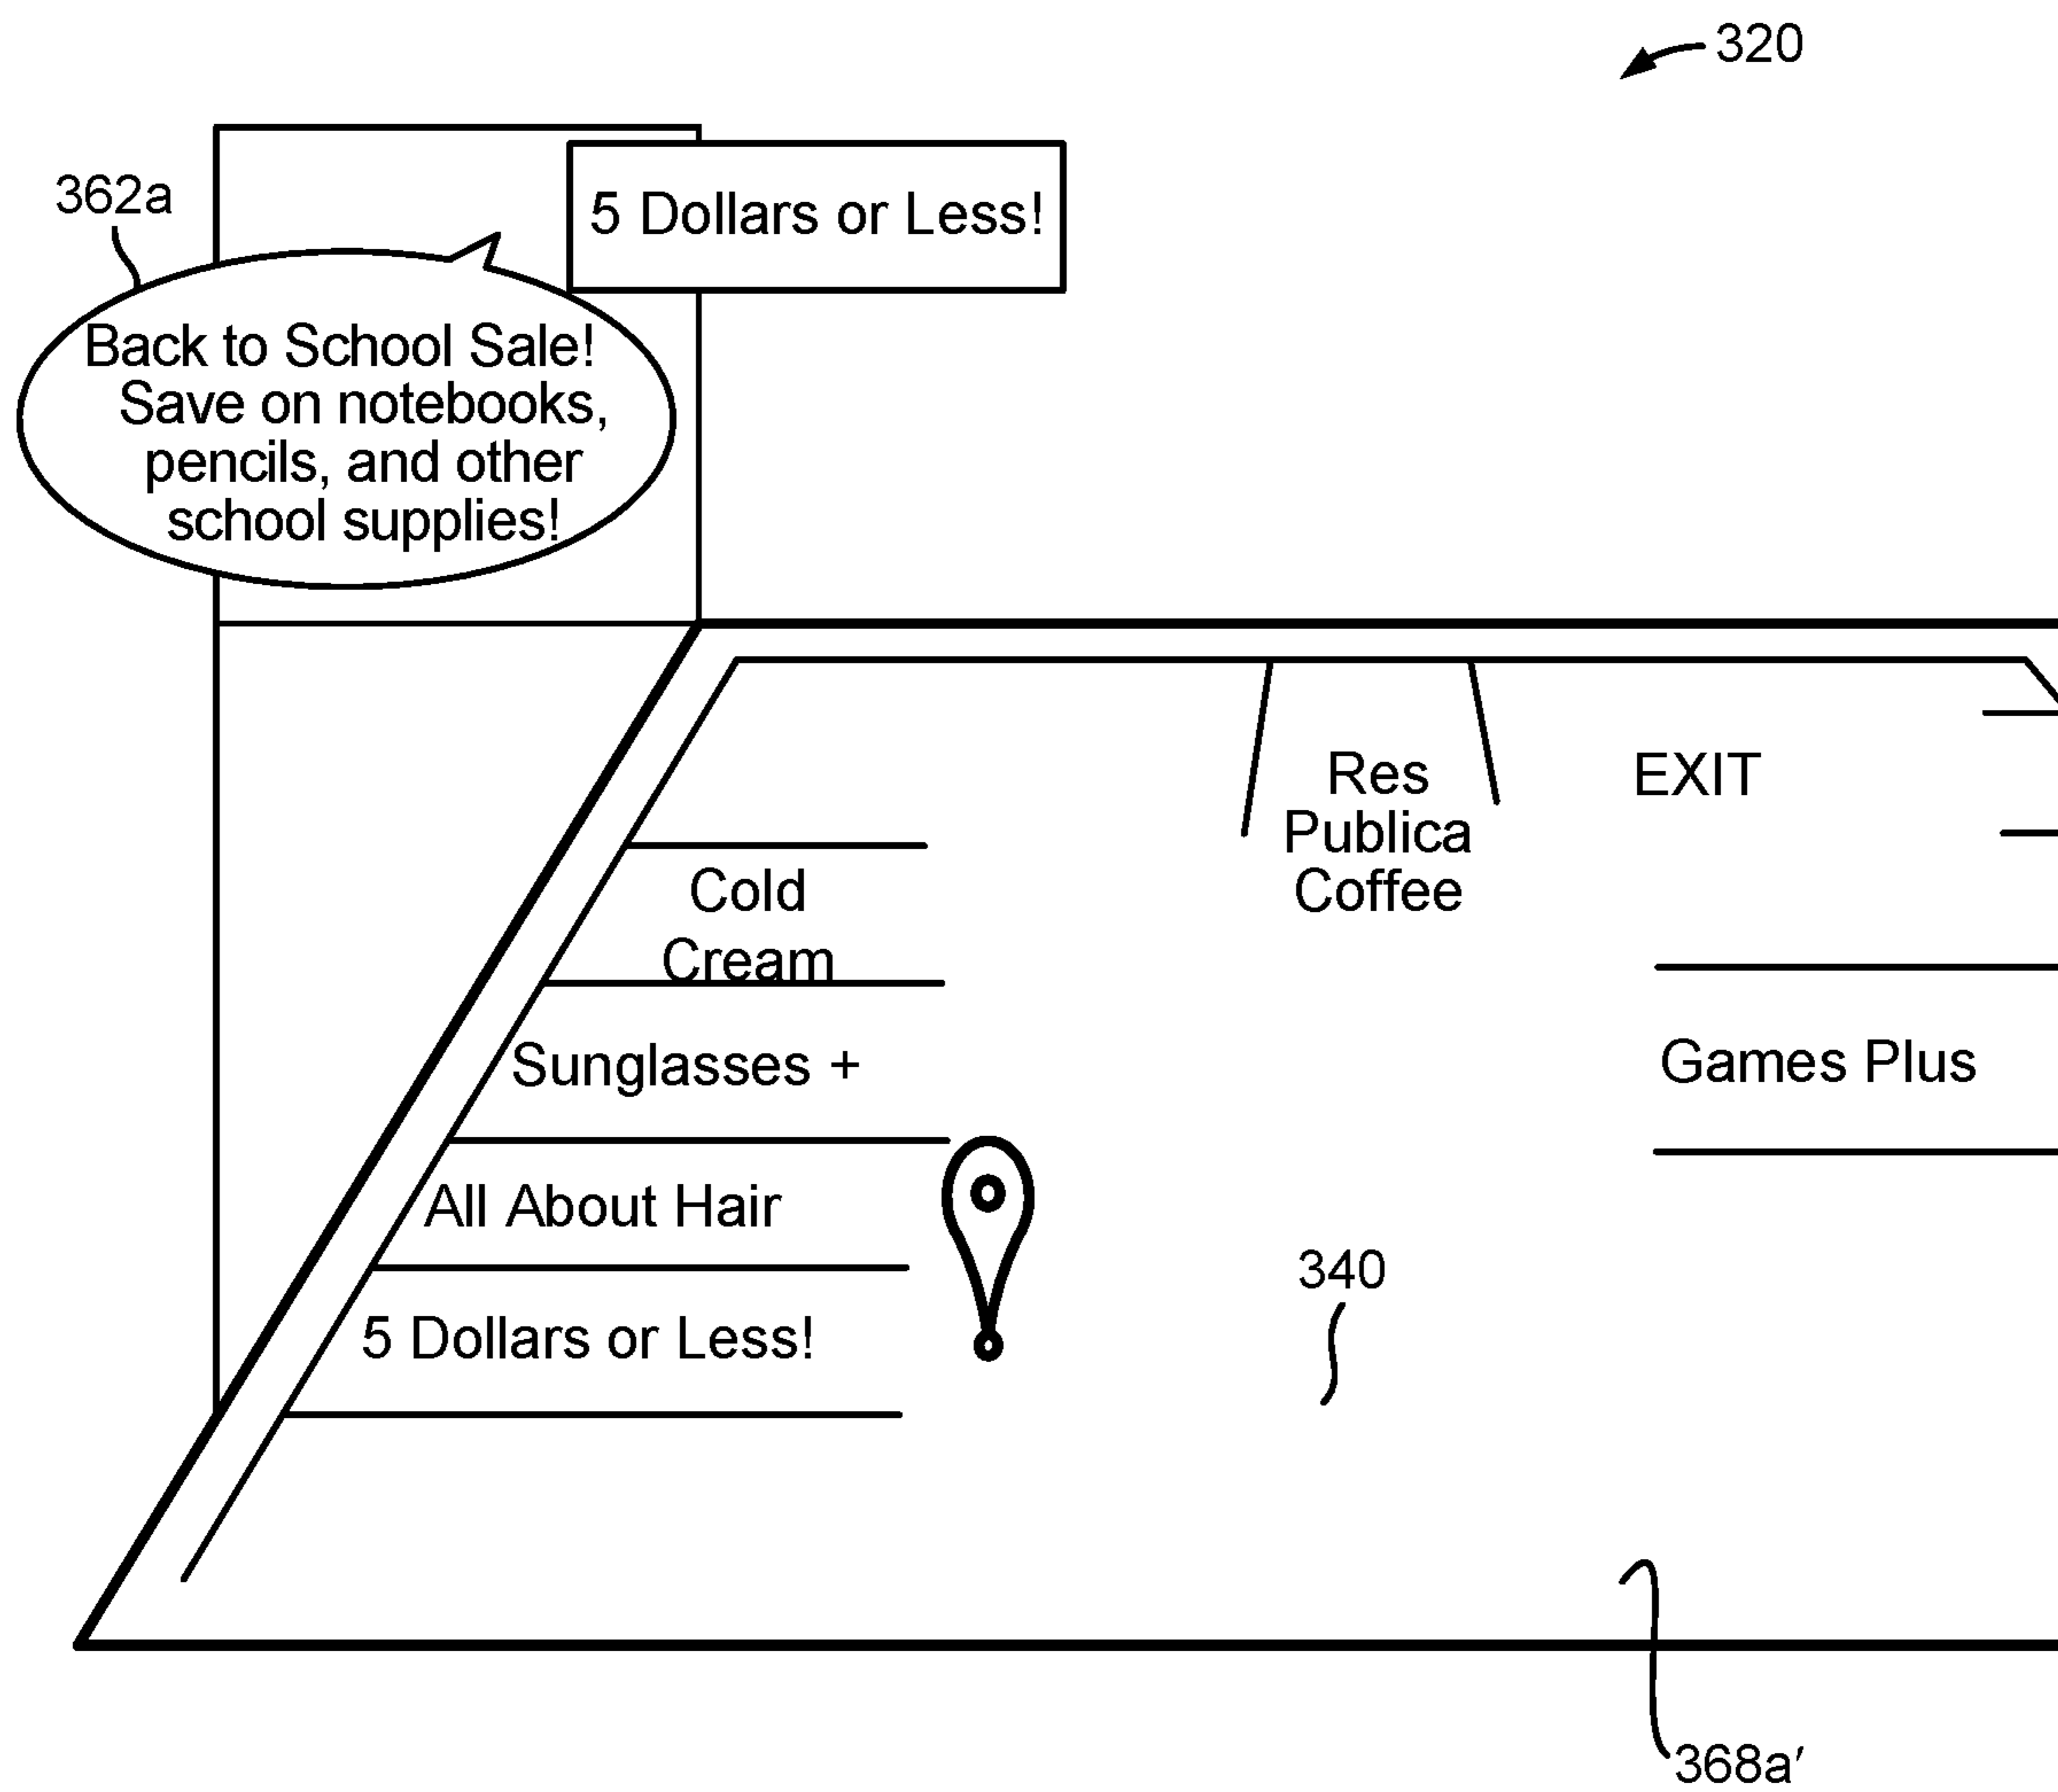 320
362a
5 Dollars or Less!
Back to School Sale!
Save on notebooks,
pencils, and other
school supplies!
Res
Publica
Coffee
EXIT
Cold
Cream
Sunglasses +
Games Plus
All About Hair
340
5 Dollars or Less!
368a′